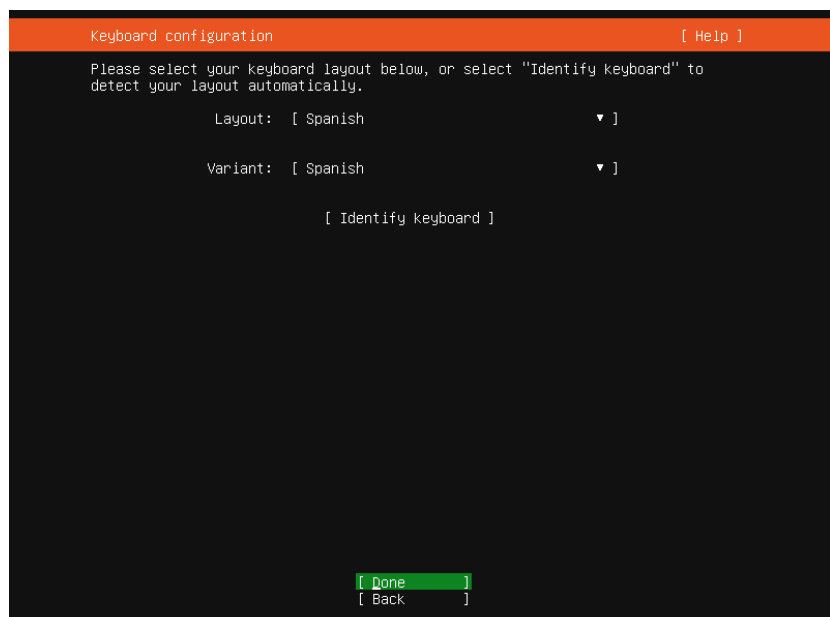 Keyboard configuration [ Help ]
Please select your keyboard layout below, or select "Identify keyboard" to
detect your layout automatically.
Layout: [ Spanish ▾ ]
Variant: [ Spanish ▾ ]
[ Identify keyboard ]
[ Done ]
[ Back ]